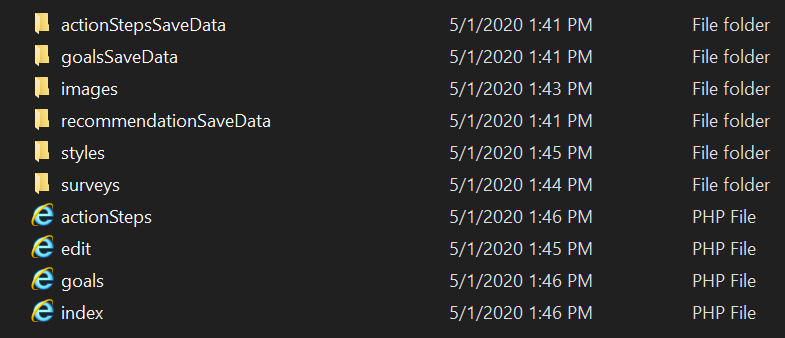 actionStepsSaveData 5/1/2020 1:41 PM File folder
goalsSaveData 5/1/2020 1:41 PM File folder
images 5/1/2020 1:43 PM File folder
recommendationSaveData 5/1/2020 1:41 PM File folder
styles 5/1/2020 1:45 PM File folder
surveys 5/1/2020 1:44 PM File folder
actionSteps 5/1/2020 1:46 PM PHP File
edit 5/1/2020 1:45 PM PHP File
goals 5/1/2020 1:46 PM PHP File
index 5/1/2020 1:46 PM PHP File